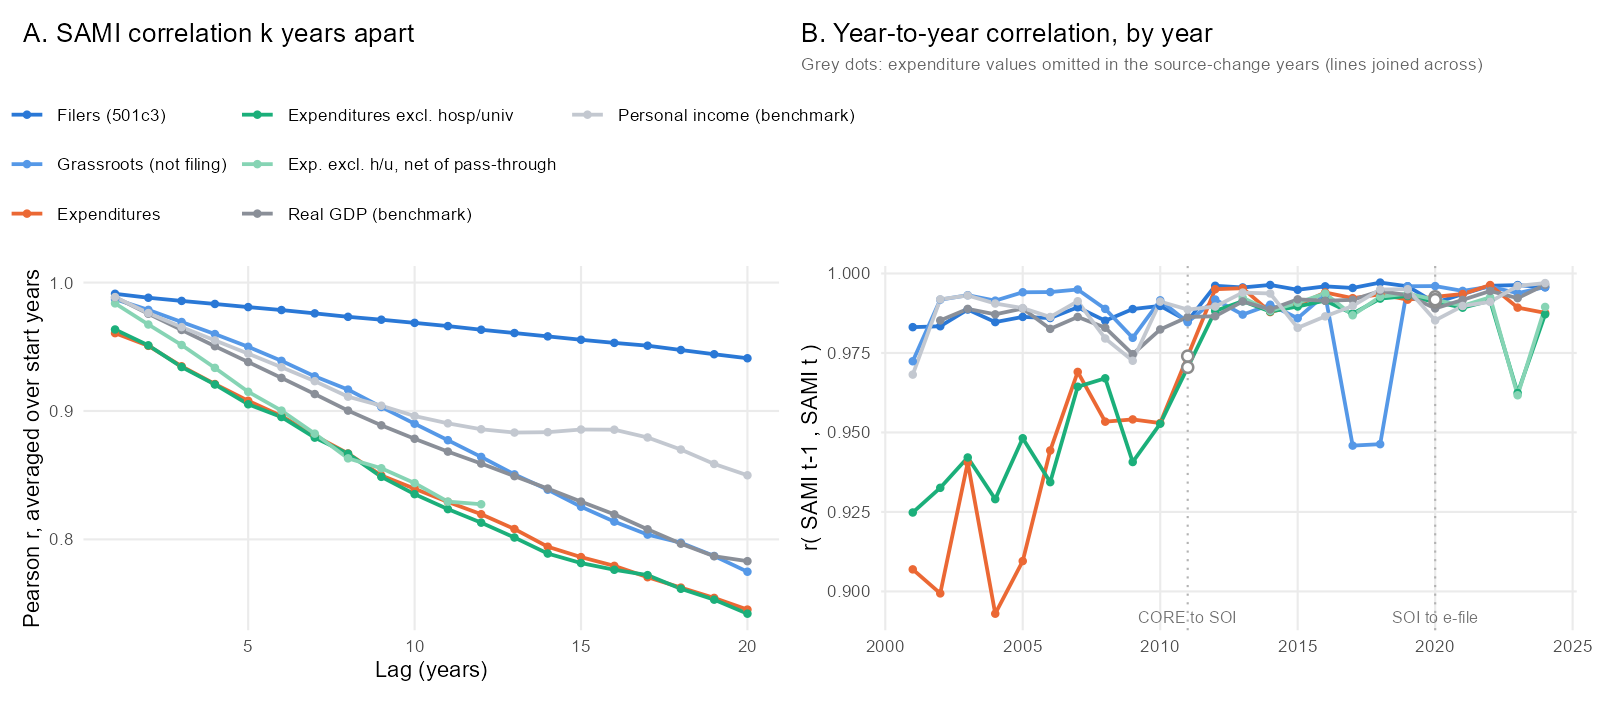 A. SAMI correlation k years apart
B. Year-to-year correlation, by year
Grey dots: expenditure values omitted in the source-change years (lines joined across)
Filers (501c3)
Expenditures excl. hosp/univ
Personal income (benchmark)
Grassroots (not filing)
Exp. excl. h/u, net of pass-through
Expenditures
Real GDP (benchmark)
Pearson r, averaged over start years
1.0
0.9
0.8
5
10
15
20
Lag (years)
r( SAMI t-1 , SAMI t )
1.000
0.975
0.950
0.925
0.900
CORE to SOI
SOI to e-file
2000
2005
2010
2015
2020
2025